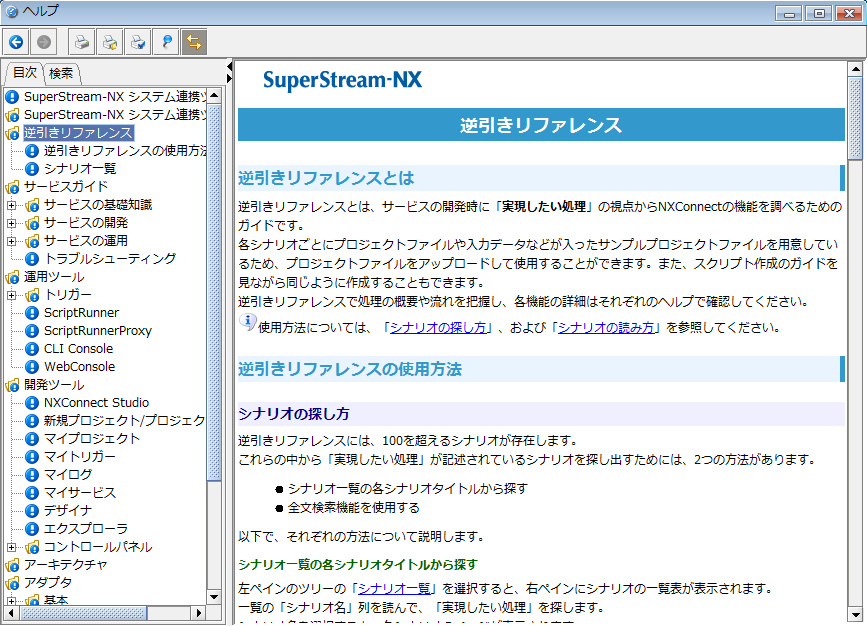 ヘルプ
目次
検索
SuperStream-NX システム連携ツ
SuperStream-NX システム連携ツ
逆引きリファレンス
逆引きリファレンスの使用方法
シナリオ一覧
サービスガイド
サービスの基礎知識
サービスの開発
サービスの運用
トラブルシューティング
運用ツール
トリガー
ScriptRunner
ScriptRunnerProxy
CLI Console
WebConsole
開発ツール
NXConnect Studio
新規プロジェクト/プロジェク
マイプロジェクト
マイトリガー
マイログ
マイサービス
デザイナ
エクスプローラ
コントロールパネル
アーキテクチャ
アダプタ
基本
SuperStream-NX
逆引きリファレンス
逆引きリファレンスとは
逆引きリファレンスとは、サービスの開発時に「実現したい処理」の視点からNXConnectの機能を調べるための
ガイドです。
各シナリオごとにプロジェクトファイルや入力データなどが入ったサンプルプロジェクトファイルを用意してい
るため、プロジェクトファイルをアップロードして使用することができます。また、スクリプト作成のガイドを
見ながら同じように作成することもできます。
逆引きリファレンスで処理の概要や流れを把握し、各機能の詳細はそれぞれのヘルプで確認してください。
使用方法については、「シナリオの探し方」、および「シナリオの読み方」を参照してください。
逆引きリファレンスの使用方法
シナリオの探し方
逆引きリファレンスには、100を超えるシナリオが存在します。
これらの中から「実現したい処理」が記述されているシナリオを探し出すためには、2つの方法があります。
● シナリオ一覧の各シナリオタイトルから探す
● 全文検索機能を使用する
以下で、それぞれの方法について説明します。
シナリオ一覧の各シナリオタイトルから探す
左ペインのツリーの「シナリオ一覧」を選択すると、右ペインにシナリオの一覧表が表示されます。
一覧の「シナリオ名」列を読んで、「実現したい処理」を探します。